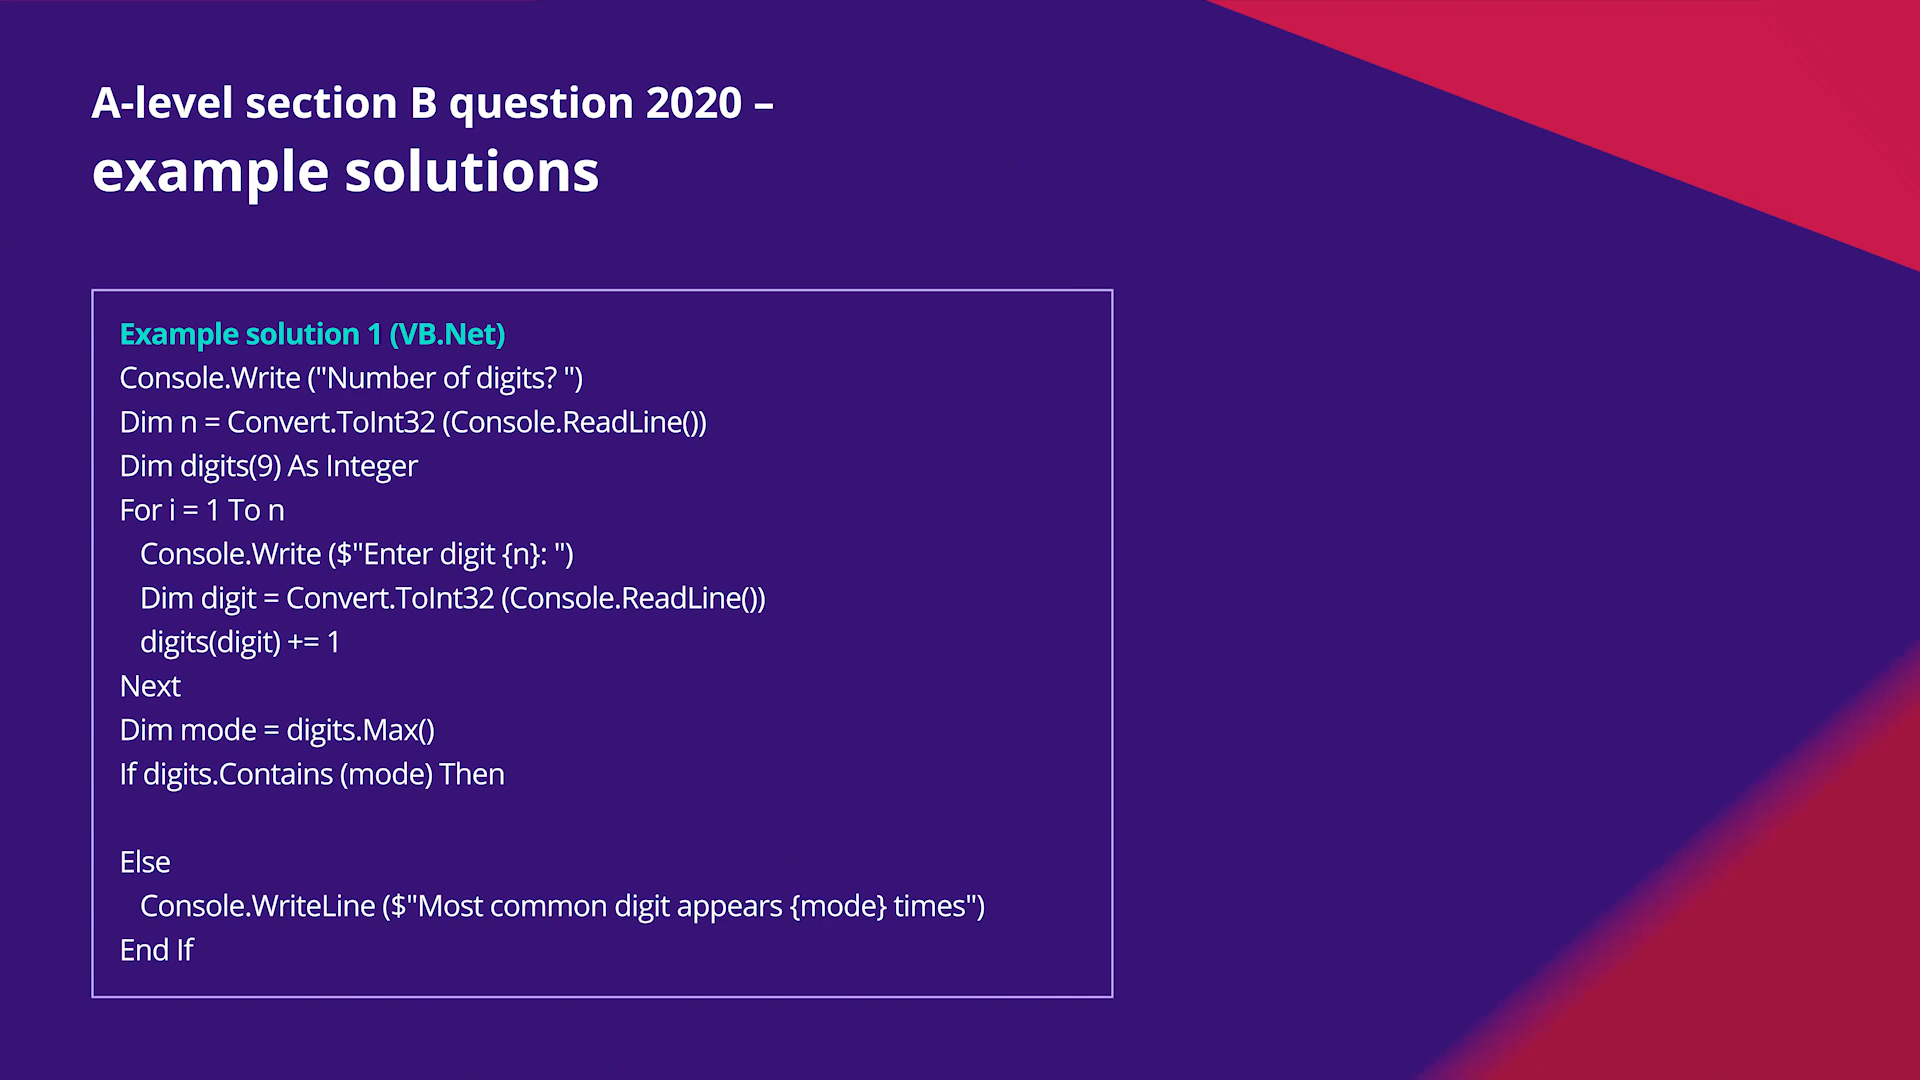 A-level section B question 2020 –
example solutions
Example solution 1 (VB.Net)
Console.Write ("Number of digits? ")
Dim n = Convert.ToInt32 (Console.ReadLine())
Dim digits(9) As Integer
For i = 1 To n
Console.Write ($"Enter digit {n}: ")
Dim digit = Convert.ToInt32 (Console.ReadLine())
digits(digit) += 1
Next
Dim mode = digits.Max()
If digits.Contains (mode) Then
Else
Console.WriteLine ($"Most common digit appears {mode} times")
End If